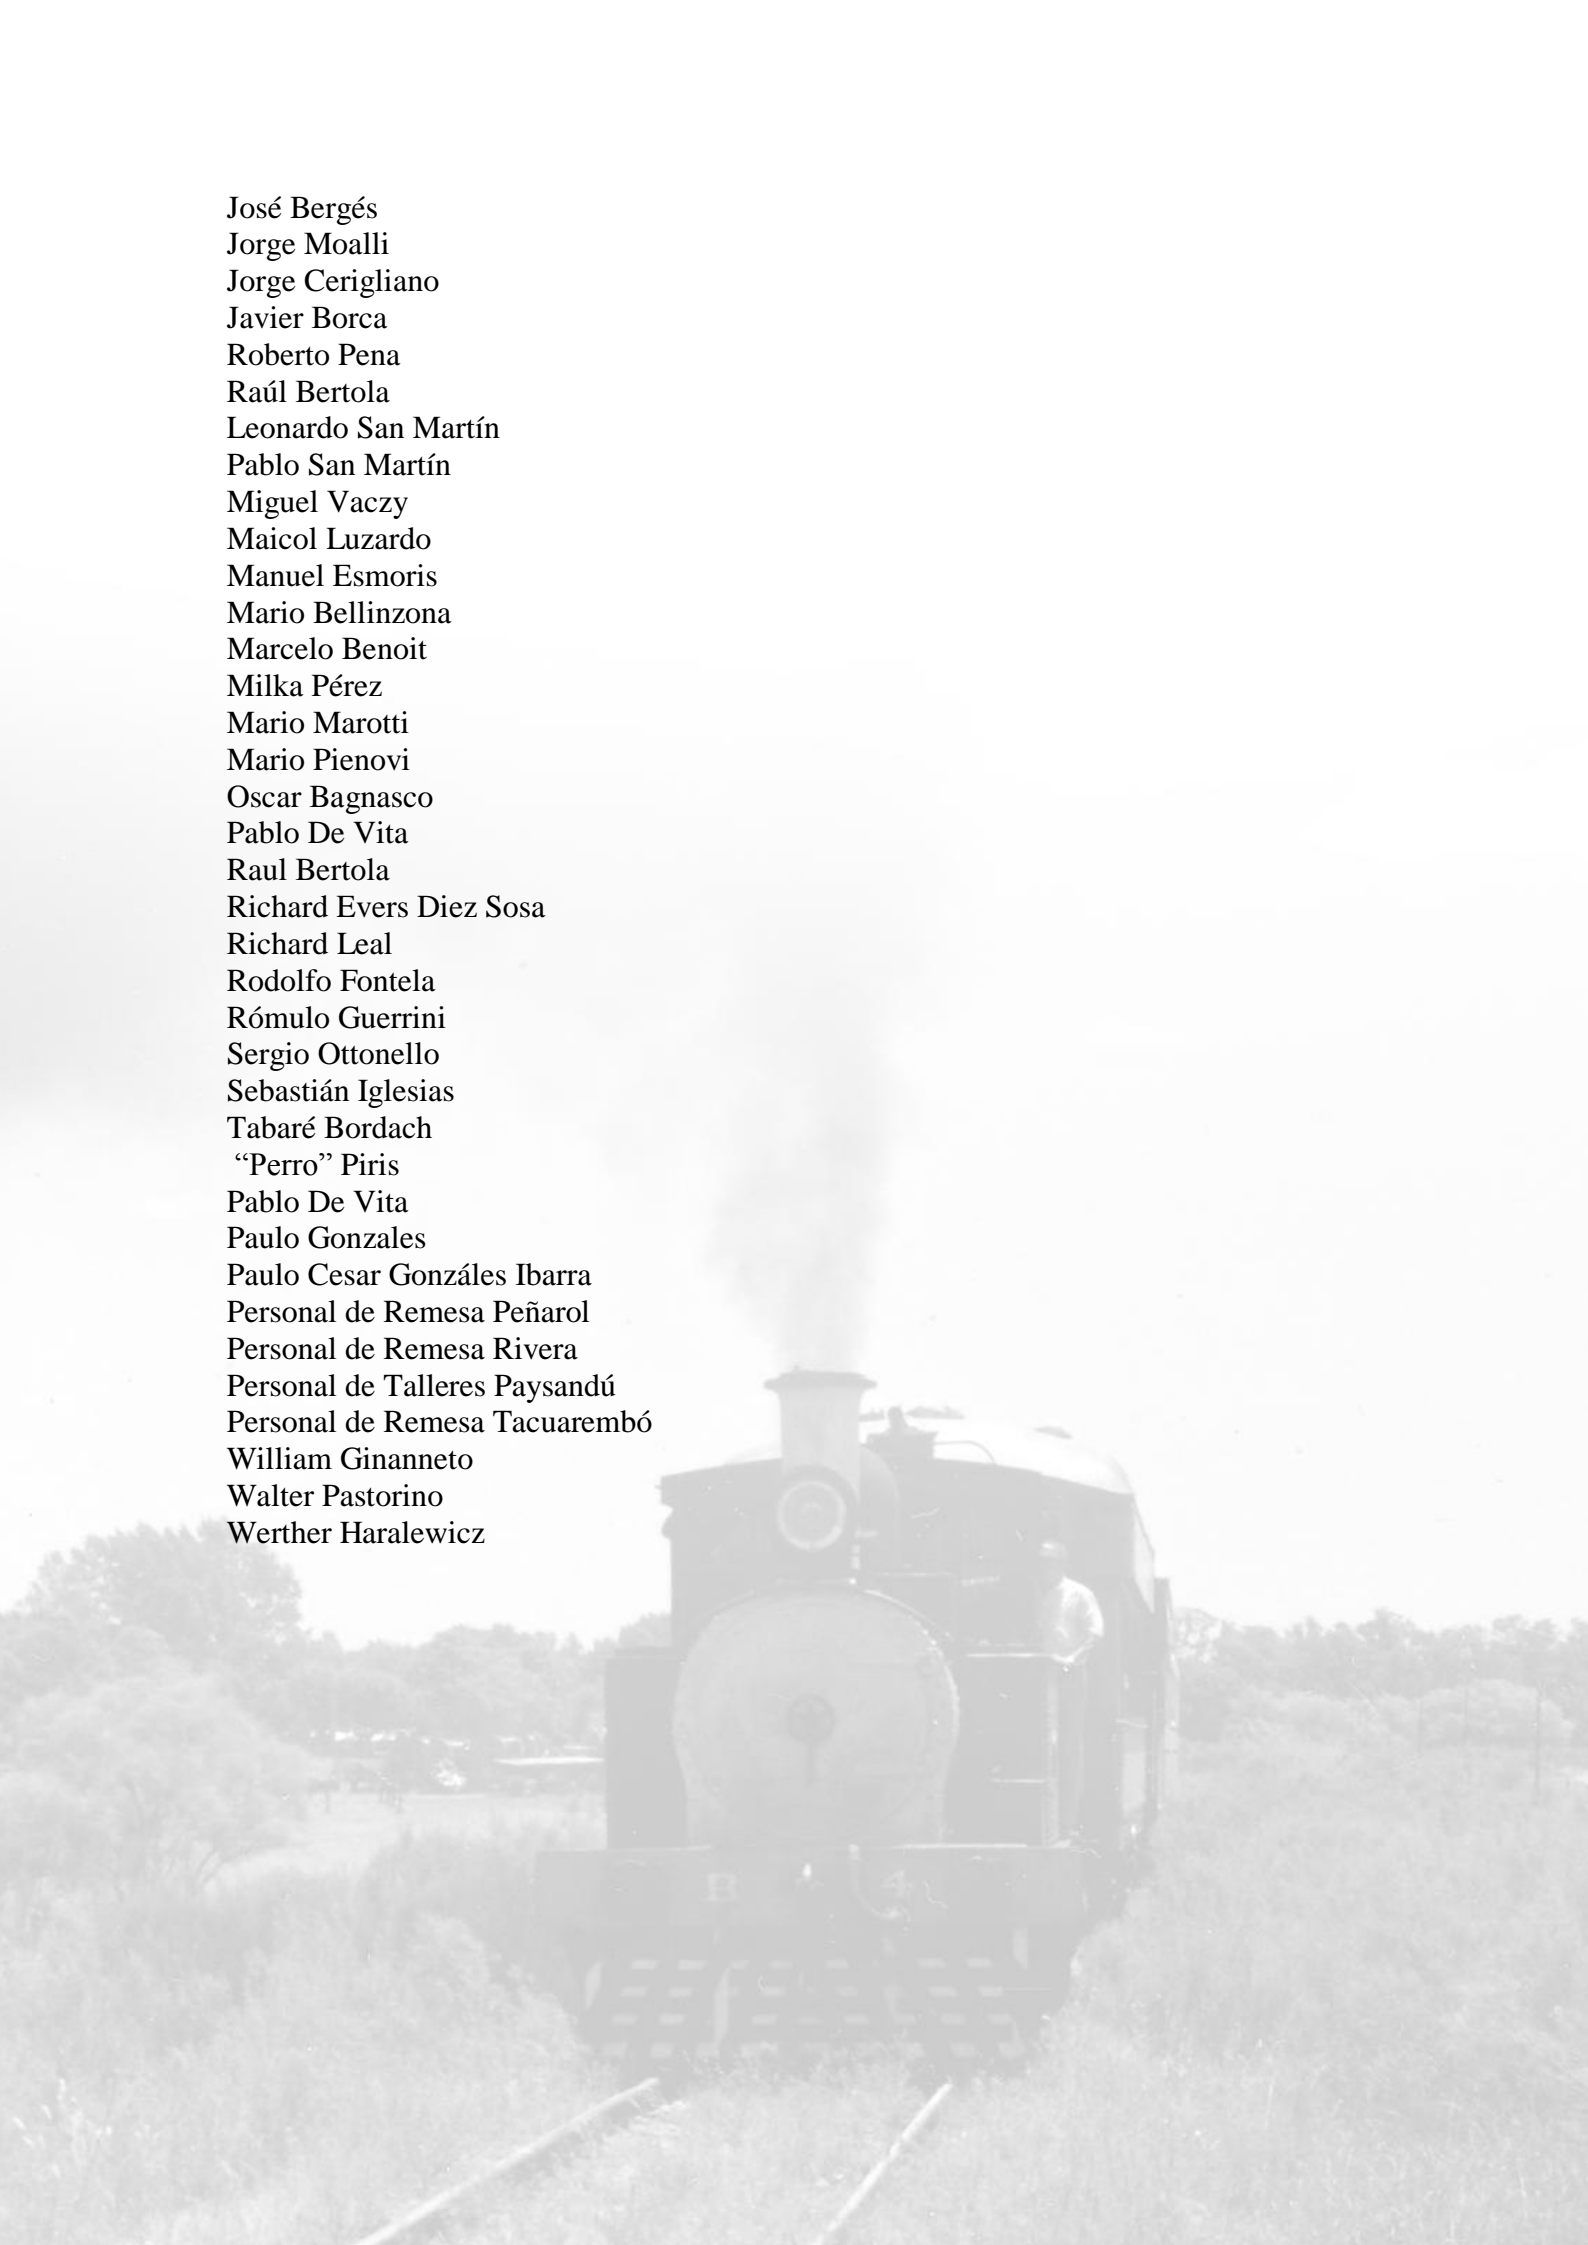 José Bergés
Jorge Moalli
Jorge Cerigliano
Javier Borca
Roberto Pena
Raúl Bertola
Leonardo San Martín
Pablo San Martín
Miguel Vaczy
Maicol Luzardo
Manuel Esmoris
Mario Bellinzona
Marcelo Benoit
Milka Pérez
Mario Marotti
Mario Pienovi
Oscar Bagnasco
Pablo De Vita
Raul Bertola
Richard Evers Diez Sosa
Richard Leal
Rodolfo Fontela
Rómulo Guerrini
Sergio Ottonello
Sebastián Iglesias
Tabaré Bordach
“Perro” Piris
Pablo De Vita
Paulo Gonzales
Paulo Cesar Gonzáles Ibarra
Personal de Remesa Peñarol
Personal de Remesa Rivera
Personal de Talleres Paysandú
Personal de Remesa Tacuarembó
William Ginanneto
Walter Pastorino
Werther Haralewicz
R 4